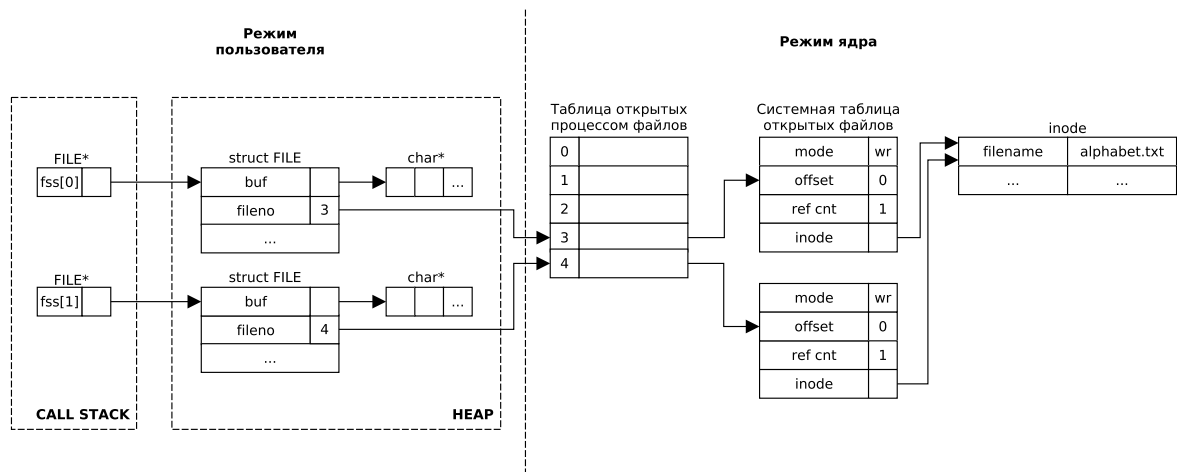 Режим
пользователя
Режим ядра
FILE*
fss[0]
struct FILE
buf
fileno 3
...
char*
...
FILE*
fss[1]
struct FILE
buf
fileno 4
...
char*
...
CALL STACK
HEAP
Таблица открытых
процессом файлов
0
1
2
3
4
Системная таблица
открытых файлов
mode wr
offset 0
ref cnt 1
inode
mode wr
offset 0
ref cnt 1
inode
inode
filename alphabet.txt
... ...